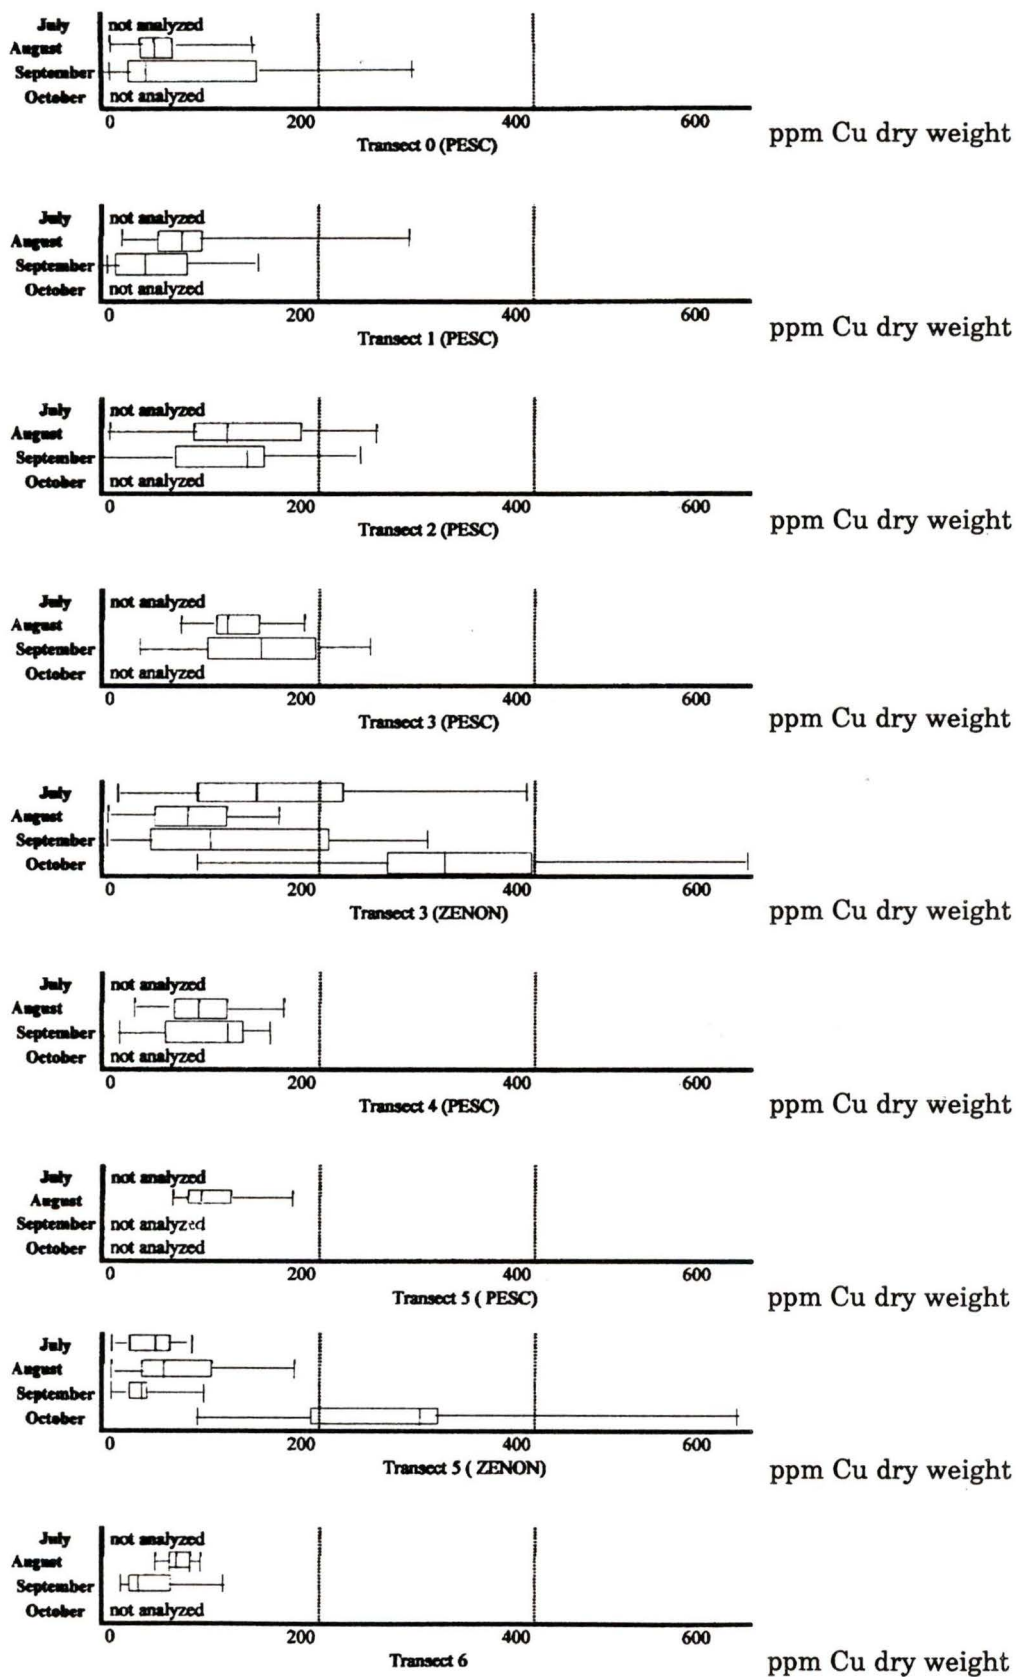 July not analyzed
August
September
October not analyzed
0 200 400 600
ppm Cu dry weight
Transect 0 (PESC)
July not analyzed
August
September
October not analyzed
0 200 400 600
ppm Cu dry weight
Transect 1 (PESC)
July not analyzed
August
September
October not analyzed
0 200 400 600
ppm Cu dry weight
Transect 2 (PESC)
July not analyzed
August
September
October not analyzed
0 200 400 600
ppm Cu dry weight
Transect 3 (PESC)
July
August
September
October
0 200 400 600
ppm Cu dry weight
Transect 3 (ZENON)
July not analyzed
August
September
October not analyzed
0 200 400 600
ppm Cu dry weight
Transect 4 (PESC)
July not analyzed
August
September not analyzed
October not analyzed
0 200 400 600
ppm Cu dry weight
Transect 5 ( PESC)
July
August
September
October
0 200 400 600
ppm Cu dry weight
Transect 5 ( ZENON)
July not analyzed
August
September
October not analyzed
0 200 400 600
ppm Cu dry weight
Transect 6